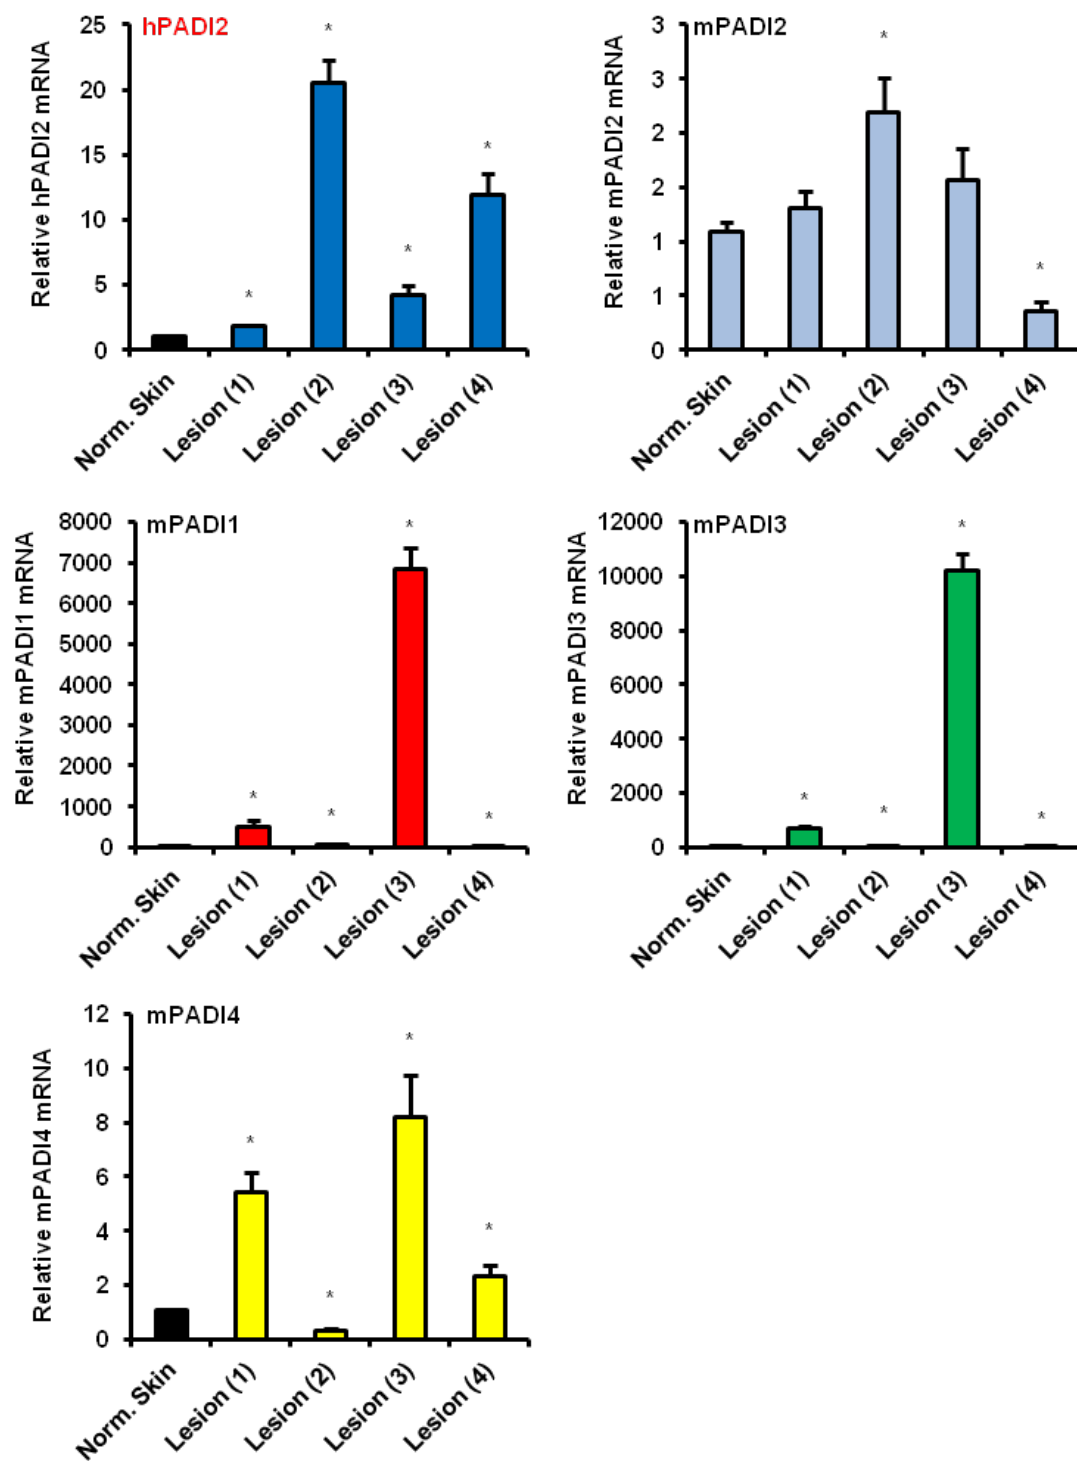 hPADI2
Relative hPADI2 mRNA
25
20
15
10
5
0
*
*
*
*
Norm. Skin
Lesion (1)
Lesion (2)
Lesion (3)
Lesion (4)
mPADI2
Relative mPADI2 mRNA
3
3
2
2
1
1
0
*
*
Norm. Skin
Lesion (1)
Lesion (2)
Lesion (3)
Lesion (4)
mPADI1
Relative mPADI1 mRNA
8000
7000
6000
5000
4000
3000
2000
1000
0
*
*
*
*
Norm. Skin
Lesion (1)
Lesion (2)
Lesion (3)
Lesion (4)
mPADI3
Relative mPADI3 mRNA
12000
10000
8000
6000
4000
2000
0
*
*
*
*
Norm. Skin
Lesion (1)
Lesion (2)
Lesion (3)
Lesion (4)
mPADI4
Relative mPADI4 mRNA
12
10
8
6
4
2
0
*
*
*
*
Norm. Skin
Lesion (1)
Lesion (2)
Lesion (3)
Lesion (4)